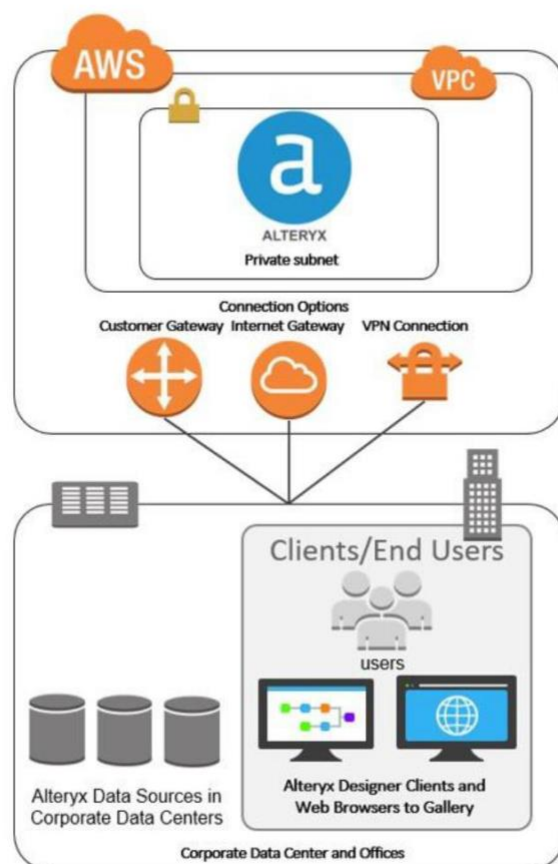 AWS
VPC
a
ALTERYX
Private subnet
Connection Options
Customer Gateway Internet Gateway VPN Connection
Clients/End Users
users
Alteryx Data Sources in
Corporate Data Centers
Alteryx Designer Clients and
Web Browsers to Gallery
Corporate Data Center and Offices